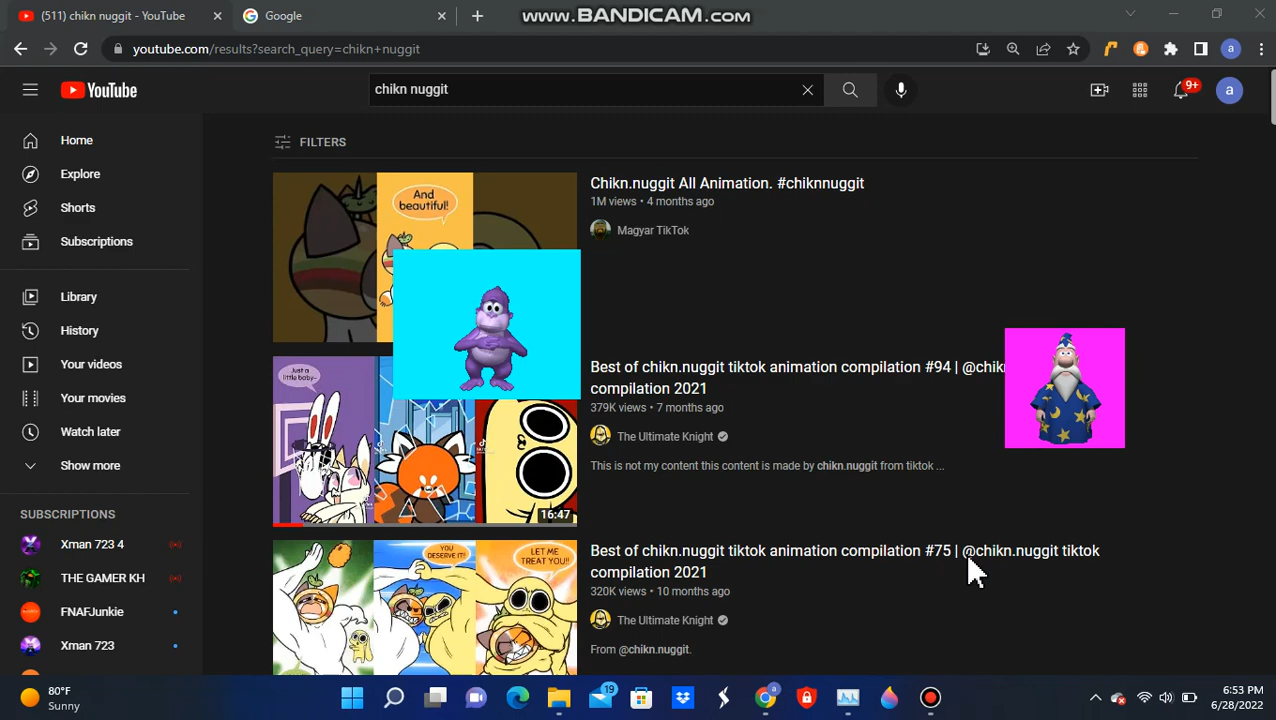 (511) chikn nuggit - YouTube
Google
www.BANDICAM.com
youtube.com/results?search_query=chikn+nuggit
a
YouTube
chikn nuggit
9+
a
Home
Explore
Shorts
Subscriptions
Library
History
Your videos
Your movies
Watch later
Show more
SUBSCRIPTIONS
Xman 723 4
THE GAMER KH
FNAFJunkie
Xman 723
FILTERS
And
beautiful!
Chikn.nuggit All Animation. #chiknnuggit
1M views • 4 months ago
Magyar TikTok
Just a
little baby~
16:47
Best of chikn.nuggit tiktok animation compilation #94 | @chikn
compilation 2021
379K views • 7 months ago
The Ultimate Knight
This is not my content this content is made by chikn.nuggit from tiktok ...
YOU
DESERVE IT!
LET ME
TREAT YOU!!
Best of chikn.nuggit tiktok animation compilation #75 | @chikn.nuggit tiktok
compilation 2021
320K views • 10 months ago
The Ultimate Knight
From @chikn.nuggit.
80°F
Sunny
19
a
6:53 PM
6/28/2022